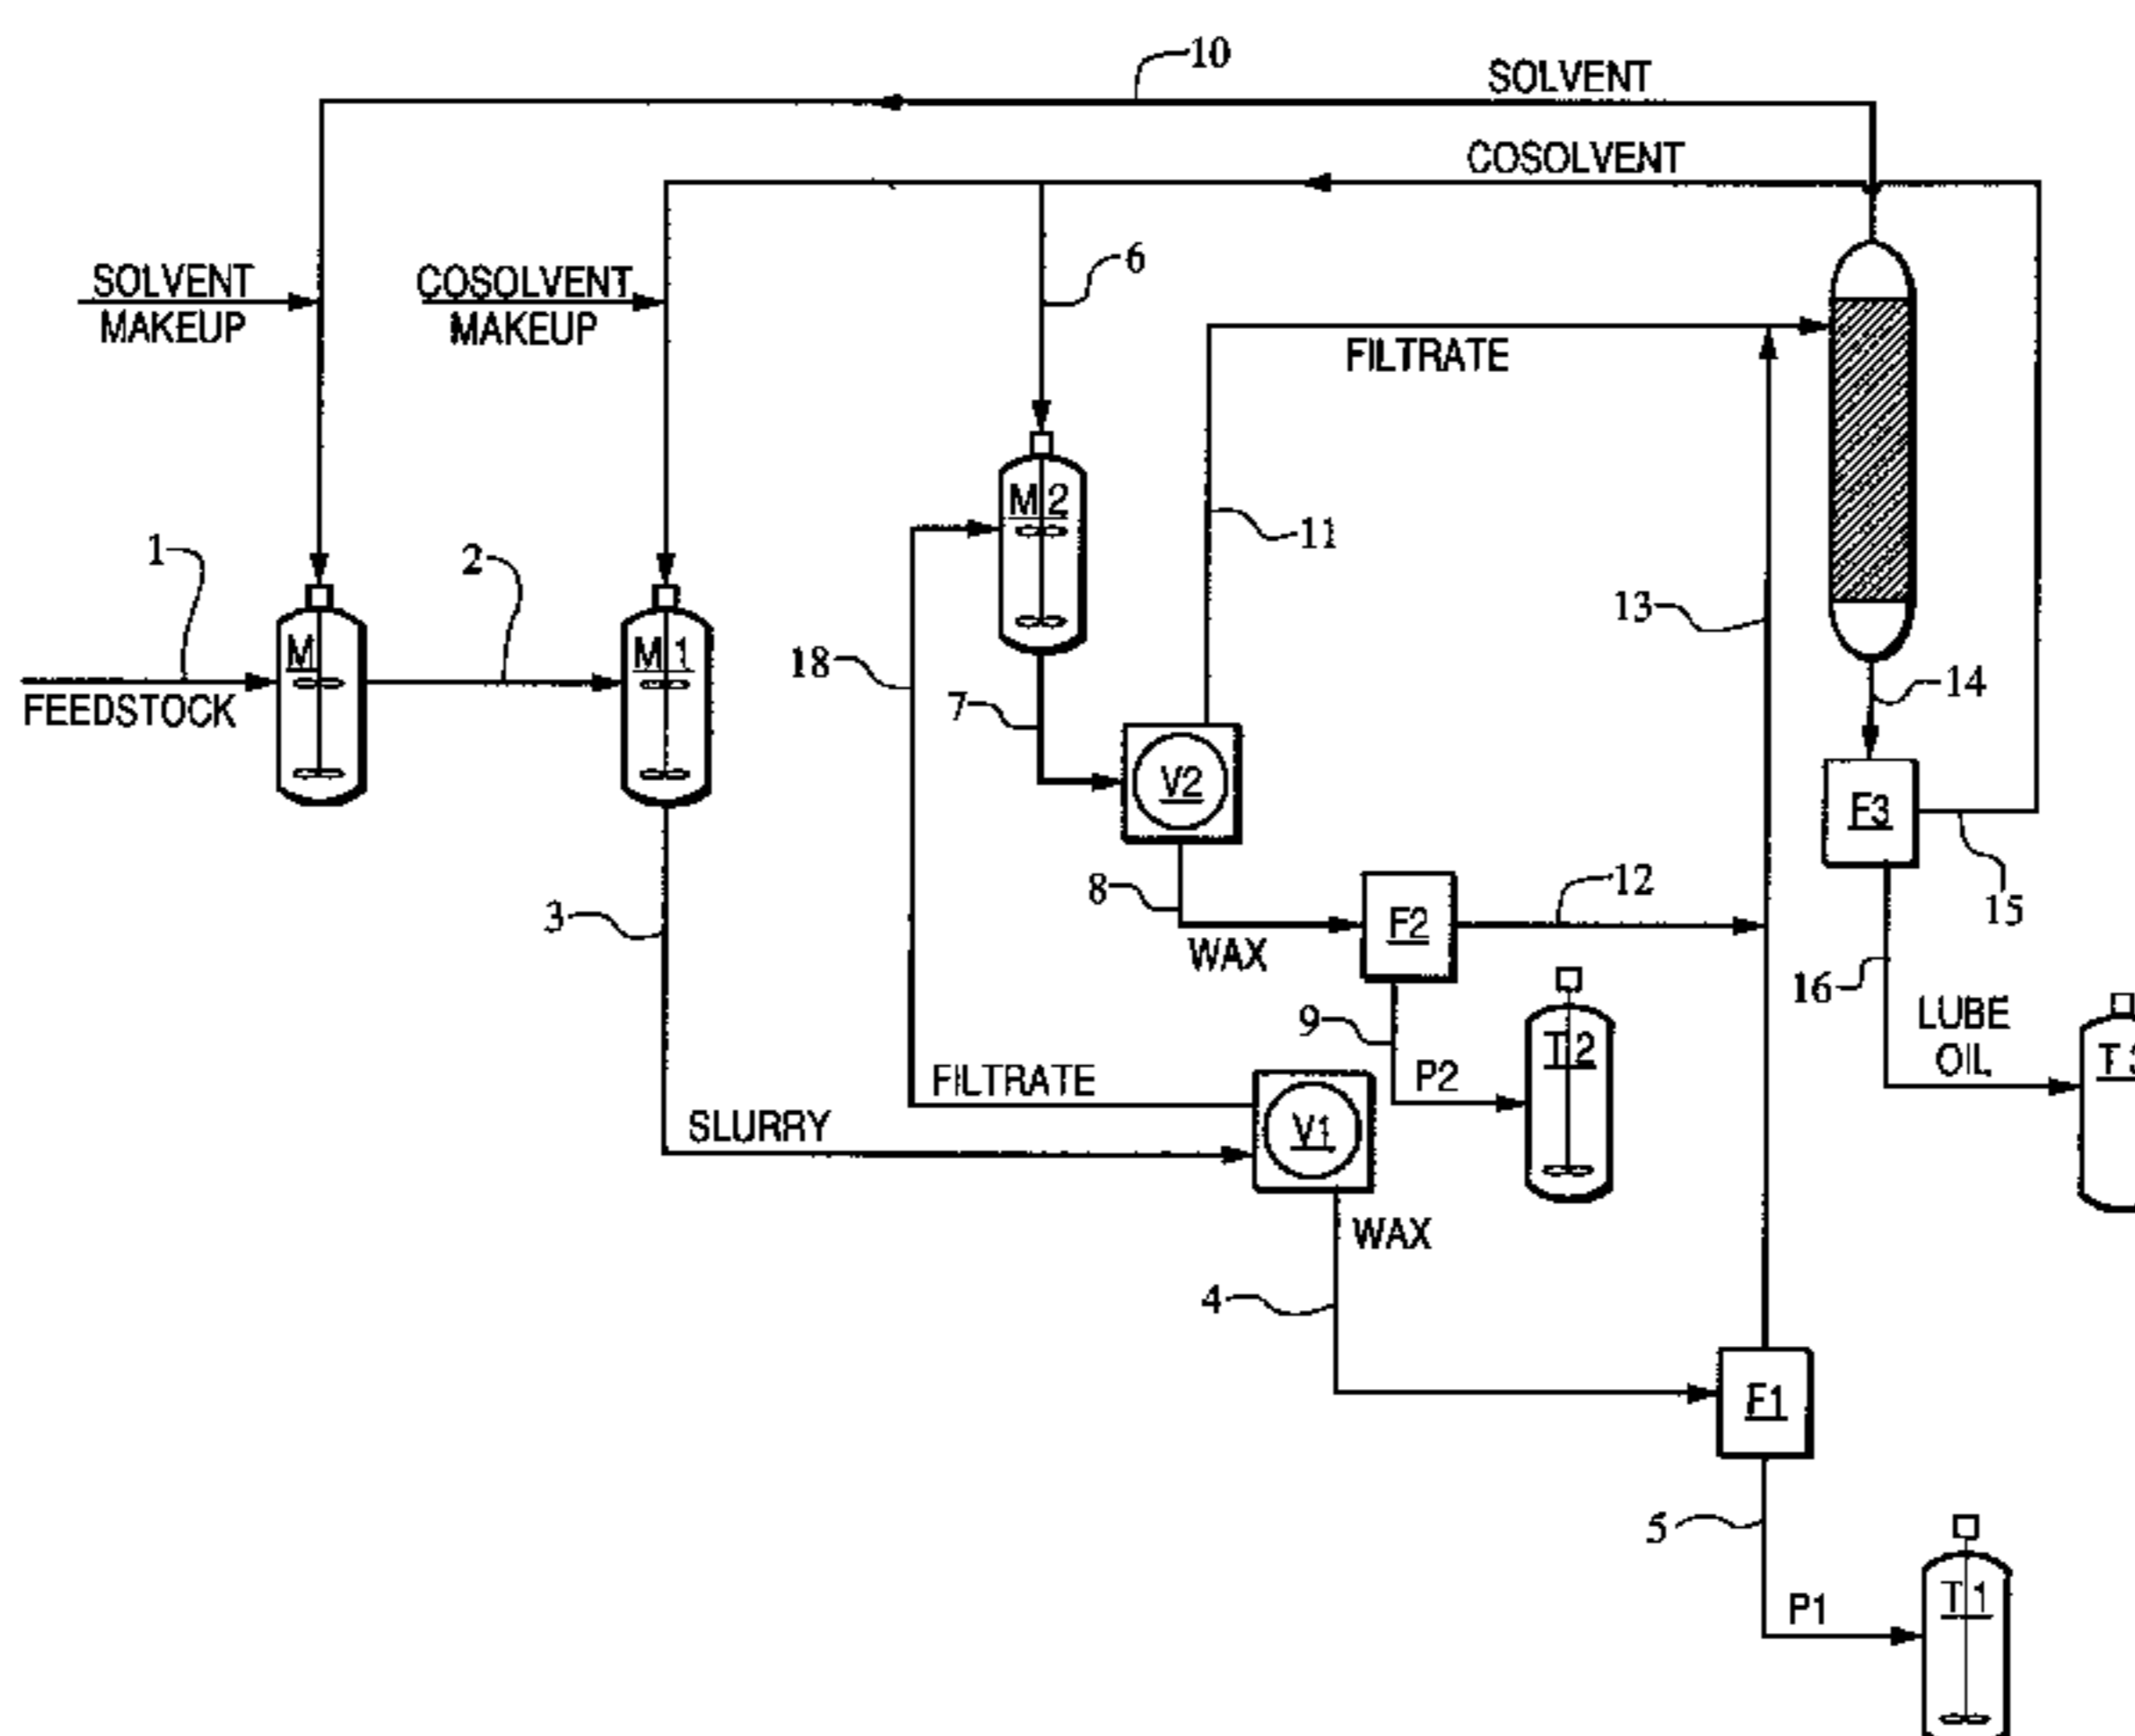 10
SOLVENT
COSOLVENT
6
SOLVENT
MAKEUP
COSOLVENT
MAKEUP
FILTRATE
M2
11
1
2
13
18
M
M1
14
FEEDSTOCK
7
V2
F3
8
12
15
3
F2
WAX
16
9
LUBE
OIL
T2
T3
P2
FILTRATE
SLURRY
V1
WAX
4
F1
5
P1
T1